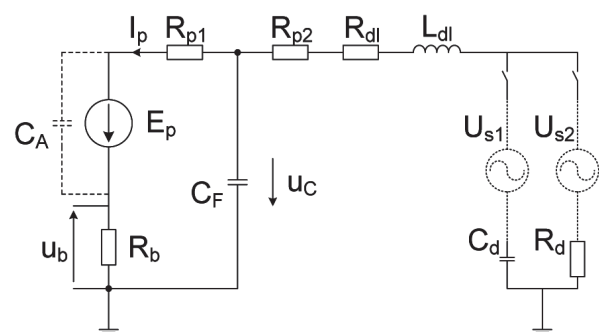 I_p R_p1 R_p2 R_dl L_dl
C_A E_p C_F u_C U_s1 U_s2
u_b R_b C_d R_d